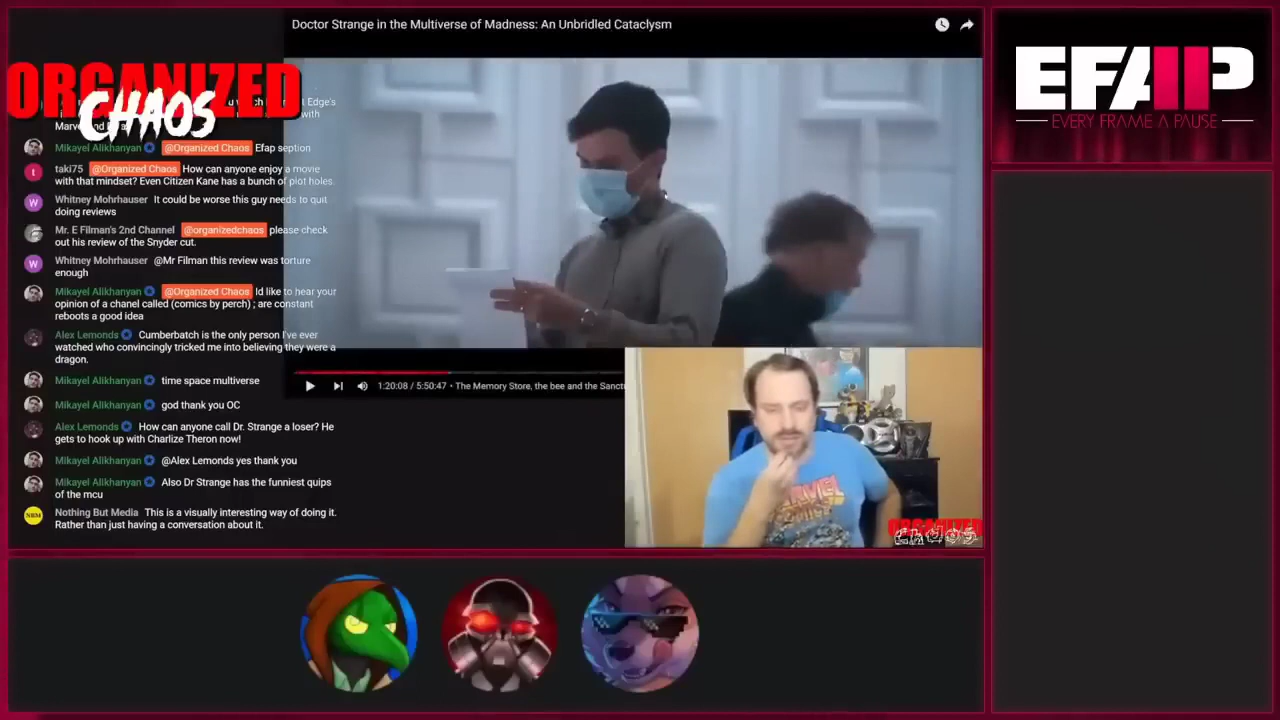 Doctor Strange in the Multiverse of Madness: An Unbridled Cataclysm
ORGANIZED
CHAOS
Edge's
with
Marvel and
Mikayel Alikhanyan @Organized Chaos Efap seption
taki75 @Organized Chaos How can anyone enjoy a movie
with that mindset? Even Citizen Kane has a bunch of plot holes.
Whitney Mohrhauser It could be worse this guy needs to quit
doing reviews
Mr. E Filman's 2nd Channel @organizedchaos please check
out his review of the Snyder cut.
Whitney Mohrhauser @Mr Filman this review was torture
enough
Mikayel Alikhanyan @Organized Chaos Id like to hear your
opinion of a chanel called (comics by perch) ; are constant
reboots a good idea
Alex Lemonds Cumberbatch is the only person I've ever
watched who convincingly tricked me into believing they were a
dragon.
Mikayel Alikhanyan time space multiverse
Mikayel Alikhanyan god thank you OC
Alex Lemonds How can anyone call Dr. Strange a loser? He
gets to hook up with Charlize Theron now!
Mikayel Alikhanyan @Alex Lemonds yes thank you
Mikayel Alikhanyan Also Dr Strange has the funniest quips
of the mcu
NBM Nothing But Media This is a visually interesting way of doing it.
Rather than just having a conversation about it.
1:20:08 / 5:50:47 • The Memory Store, the bee and the Sanct
MARVEL
COMICS
ORGANIZED
CHAOS
EFAP
EVERY FRAME A PAUSE